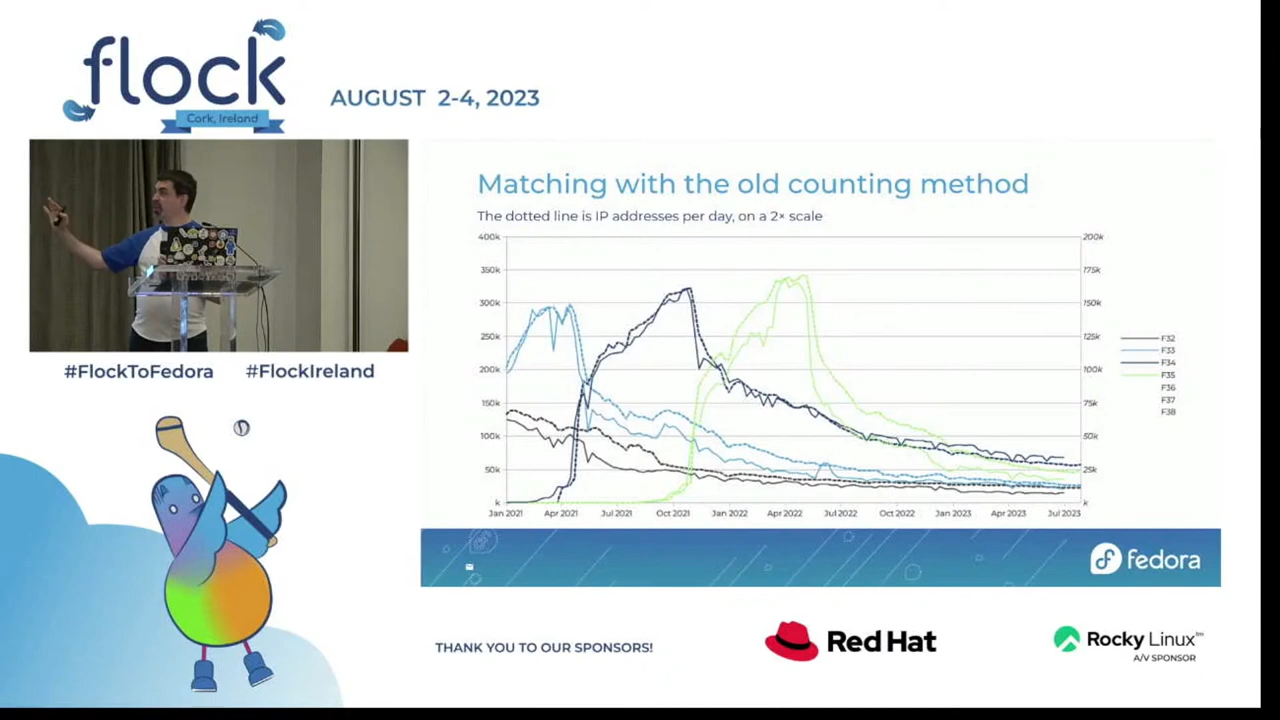 flock
Cork, Ireland
AUGUST 2-4, 2023
#FlockToFedora #FlockIreland
Matching with the old counting method
The dotted line is IP addresses per day, on a 2× scale
400k
350k
300k
250k
200k
150k
100k
50k
k
200k
175k
150k
125k
100k
75k
50k
25k
k
Jan 2021 Apr 2021 Jul 2021 Oct 2021 Jan 2022 Apr 2022 Jul 2022 Oct 2022 Jan 2023 Apr 2023 Jul 2023
F32
F33
F34
F35
F36
F37
F38
fedora
THANK YOU TO OUR SPONSORS!
Red Hat
Rocky Linux™
A/V SPONSOR